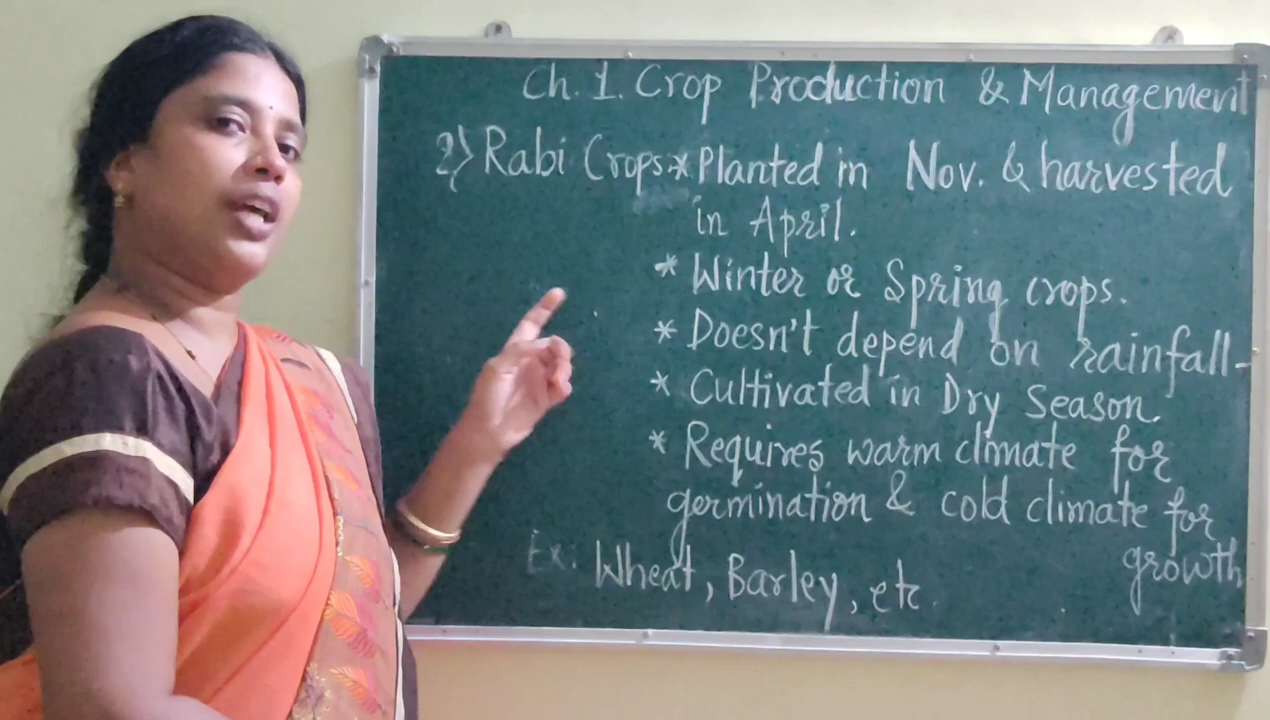 Ch. 1. Crop Production & Management
2) Rabi Crops * Planted in Nov. & harvested
in April.
* Winter or Spring crops.
* Doesn't depend on rainfall-
* Cultivated in Dry Season.
* Requires warm climate for
germination & cold climate for
growth
Ex: Wheat, Barley, etc.